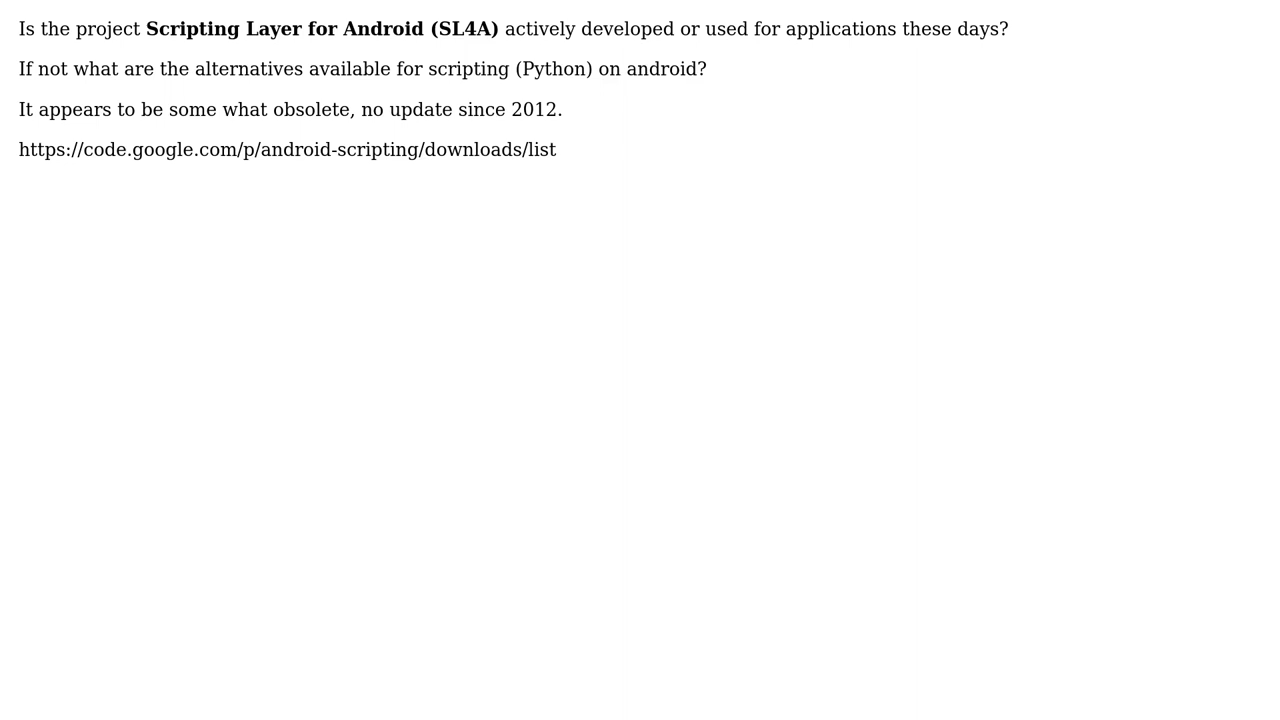 Is the project Scripting Layer for Android (SL4A) actively developed or used for applications these days?
If not what are the alternatives available for scripting (Python) on android?
It appears to be some what obsolete, no update since 2012.
https://code.google.com/p/android-scripting/downloads/list